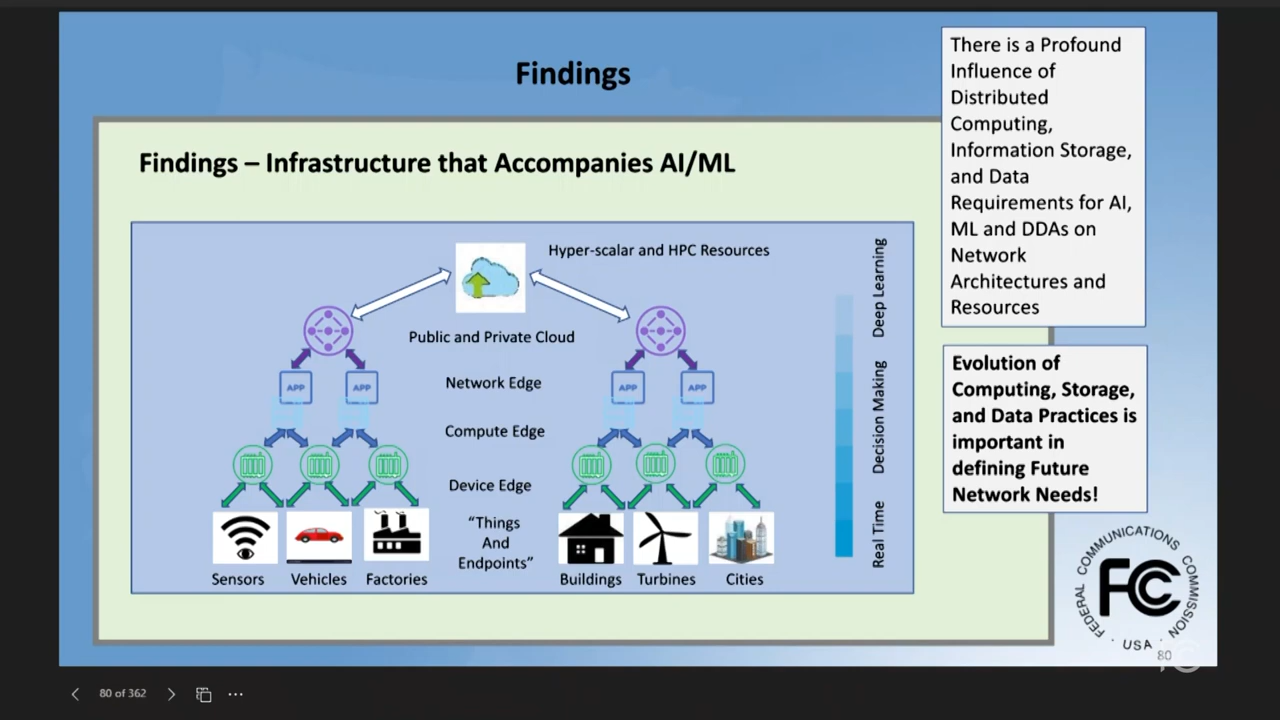 Findings
Findings – Infrastructure that Accompanies AI/ML
Hyper-scalar and HPC Resources
Public and Private Cloud
Network Edge
Compute Edge
Device Edge
"Things
And
Endpoints"
APP
APP
APP
APP
Sensors
Vehicles
Factories
Buildings
Turbines
Cities
Deep Learning
Decision Making
Real Time
There is a Profound
Influence of
Distributed
Computing,
Information Storage,
and Data
Requirements for AI,
ML and DDAs on
Network
Architectures and
Resources
Evolution of
Computing, Storage,
and Data Practices is
important in
defining Future
Network Needs!
FEDERAL COMMUNICATIONS COMMISSION
· USA ·
FCC
80
80 of 362